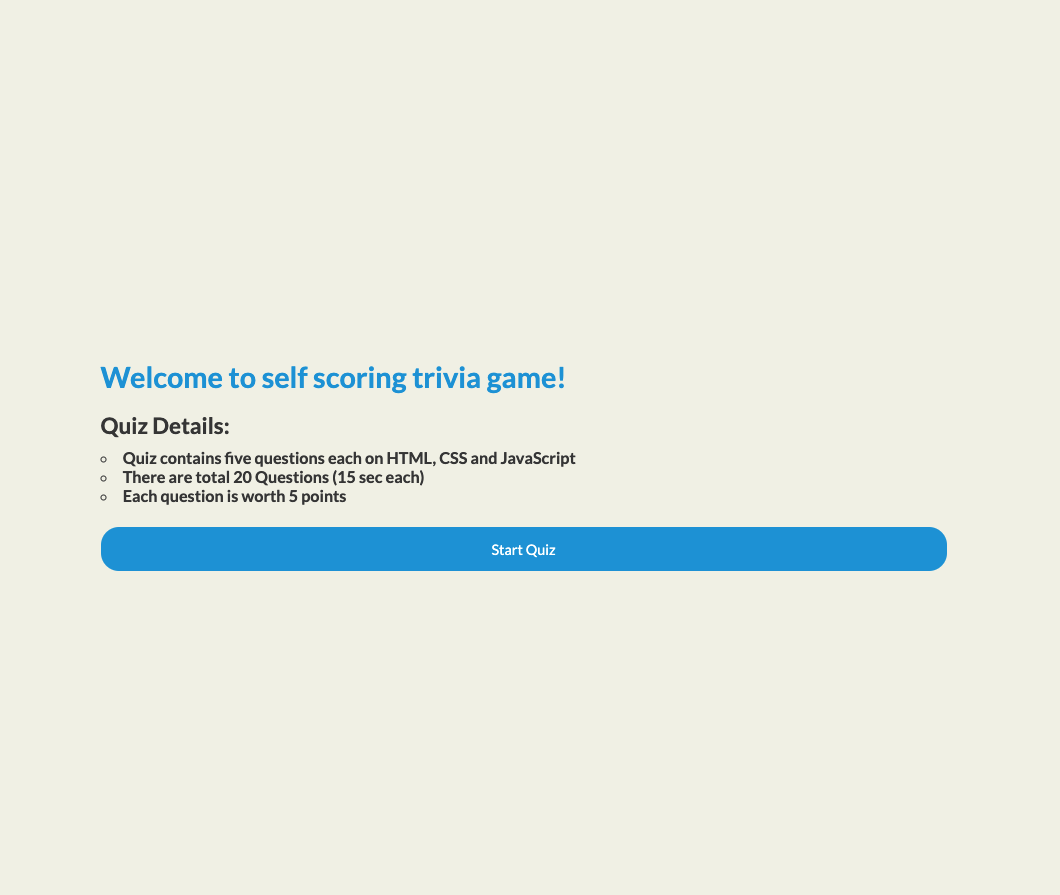 Welcome to self scoring trivia game!
Quiz Details:
Quiz contains five questions each on HTML, CSS and JavaScript
There are total 20 Questions (15 sec each)
Each question is worth 5 points
Start Quiz